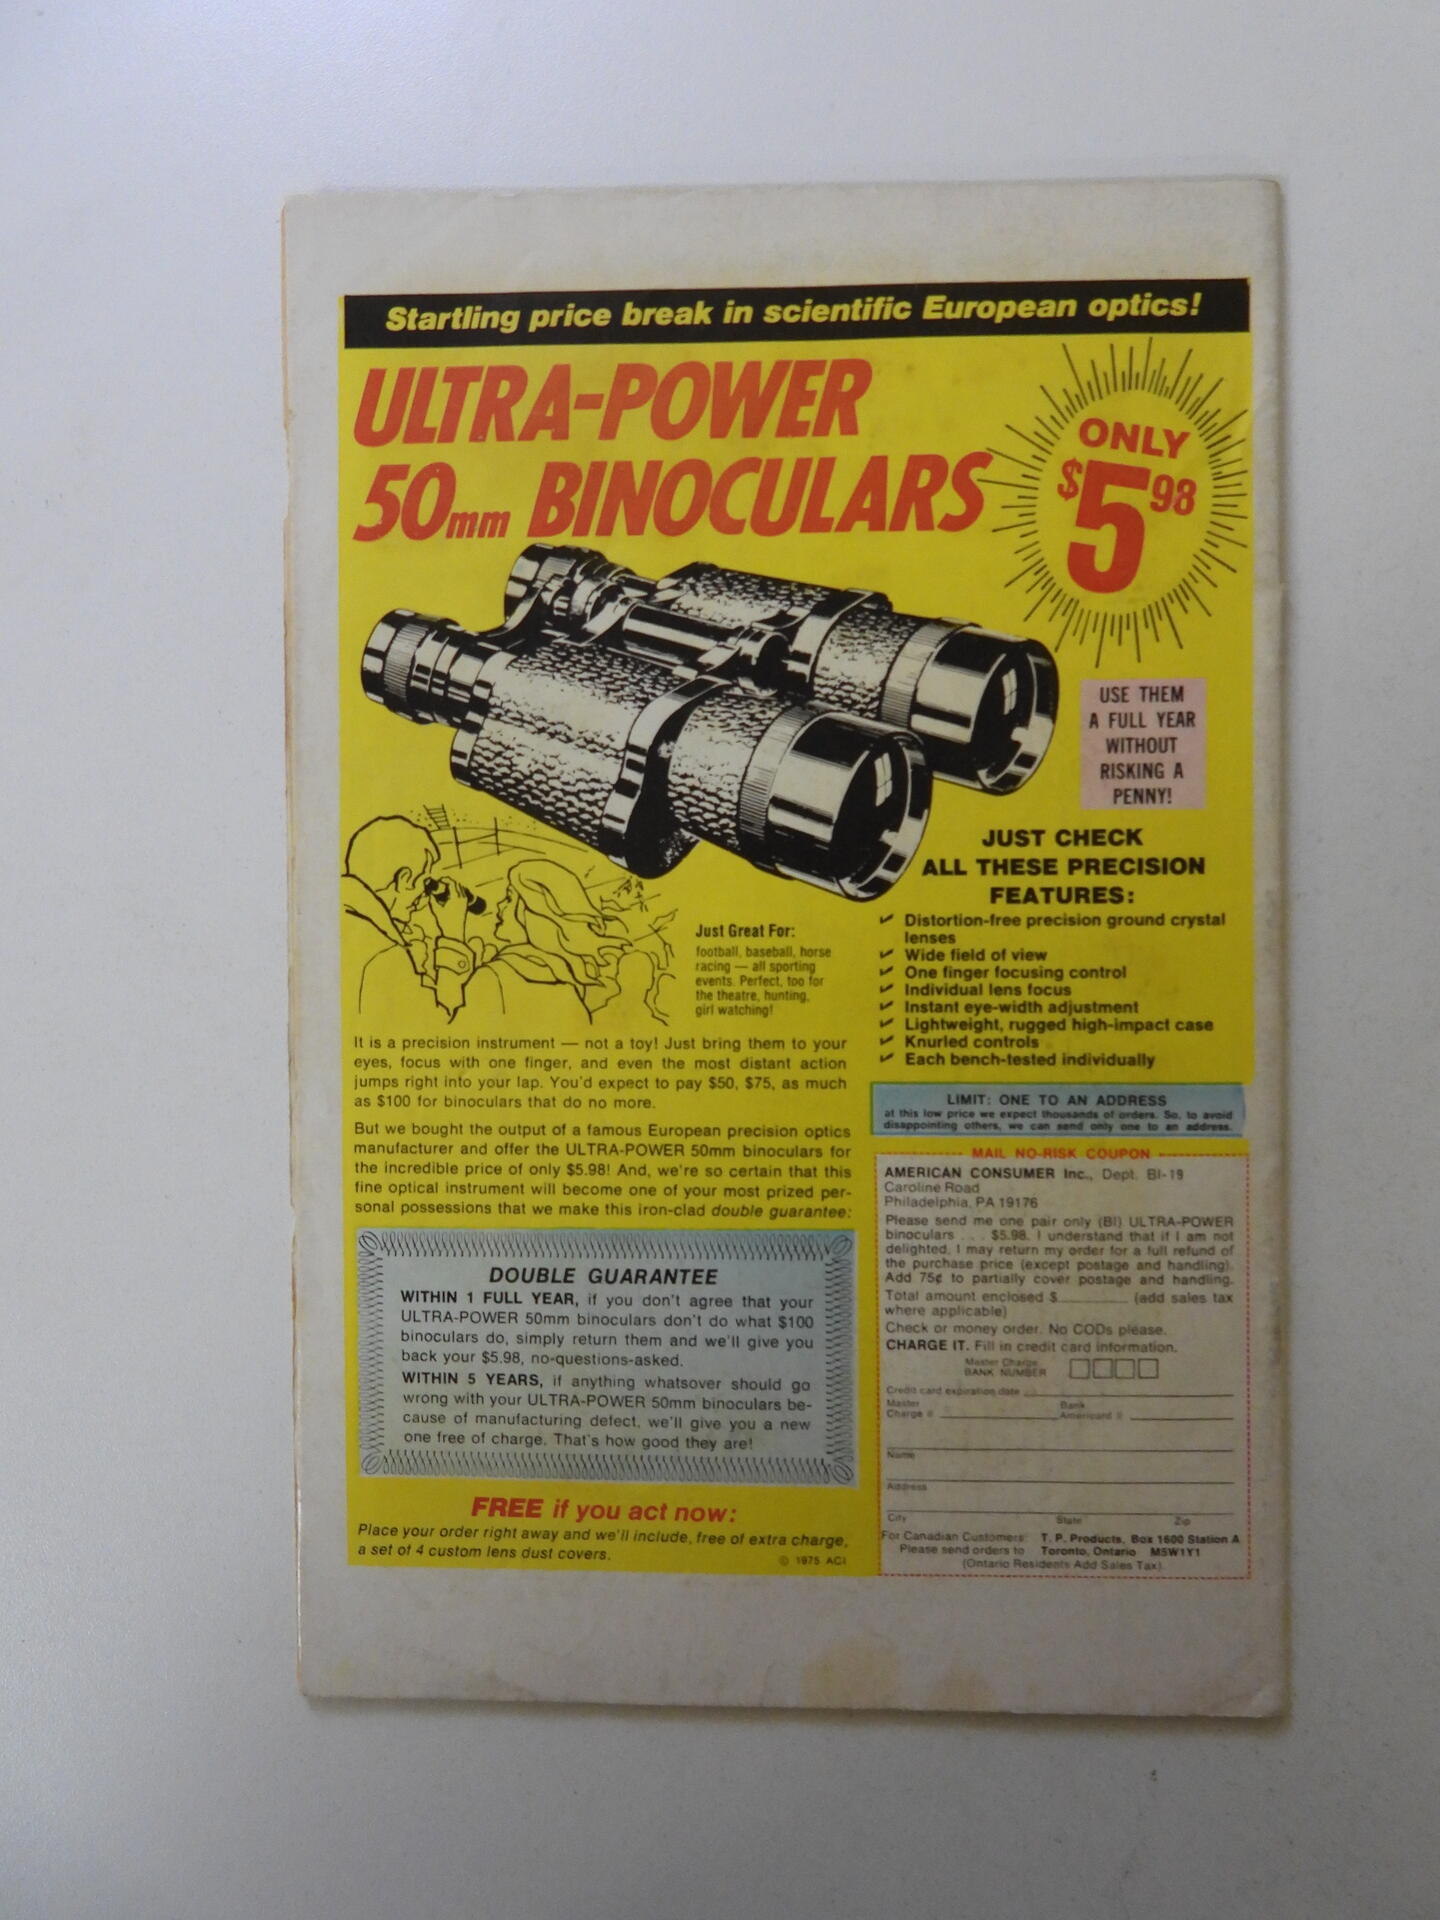 Startling price break in scientific European optics!
ULTRA-POWER
50mm BINOCULARS
ONLY
$5.98
USE THEM
A FULL YEAR
WITHOUT
RISKING A
PENNY!
JUST CHECK
ALL THESE PRECISION
FEATURES:
✔ Distortion-free precision ground crystal
lenses
✔ Wide field of view
✔ One finger focusing control
✔ Individual lens focus
✔ Instant eye-width adjustment
✔ Lightweight, rugged high-impact case
✔ Knurled controls
✔ Each bench-tested individually
Just Great For:
football, baseball, horse
racing — all sporting
events. Perfect, too for
the theatre, hunting,
girl watching!
It is a precision instrument — not a toy! Just bring them to your
eyes, focus with one finger, and even the most distant action
jumps right into your lap. You'd expect to pay $50, $75, as much
as $100 for binoculars that do no more.
But we bought the output of a famous European precision optics
manufacturer and offer the ULTRA-POWER 50mm binoculars for
the incredible price of only $5.98! And, we're so certain that this
fine optical instrument will become one of your most prized per-
sonal possessions that we make this iron-clad double guarantee:
DOUBLE GUARANTEE
WITHIN 1 FULL YEAR, if you don't agree that your
ULTRA-POWER 50mm binoculars don't do what $100
binoculars do, simply return them and we'll give you
back your $5.98, no-questions-asked.
WITHIN 5 YEARS, if anything whatsover should go
wrong with your ULTRA-POWER 50mm binoculars be-
cause of manufacturing defect, we'll give you a new
one free of charge. That's how good they are!
FREE if you act now:
Place your order right away and we'll include, free of extra charge,
a set of 4 custom lens dust covers.
© 1975 ACI
LIMIT: ONE TO AN ADDRESS
at this low price we expect thousands of orders. So, to avoid
disappointing others, we can send only one to an address.
MAIL NO-RISK COUPON
AMERICAN CONSUMER Inc., Dept. BI-19
Caroline Road
Philadelphia, PA 19176
Please send me one pair only (BI) ULTRA-POWER
binoculars . . . $5.98. I understand that if I am not
delighted, I may return my order for a full refund of
the purchase price (except postage and handling).
Add 75¢ to partially cover postage and handling.
Total amount enclosed $________ (add sales tax
where applicable)
Check or money order. No CODs please.
CHARGE IT. Fill in credit card information.
Master Charge
BANK NUMBER
Credit card expiration date
Master Bank
Charge # Americard #
Name
Address
City State Zip
For Canadian Customers: T. P. Products, Box 1600 Station A
Please send orders to Toronto, Ontario M5W1Y1
(Ontario Residents Add Sales Tax)